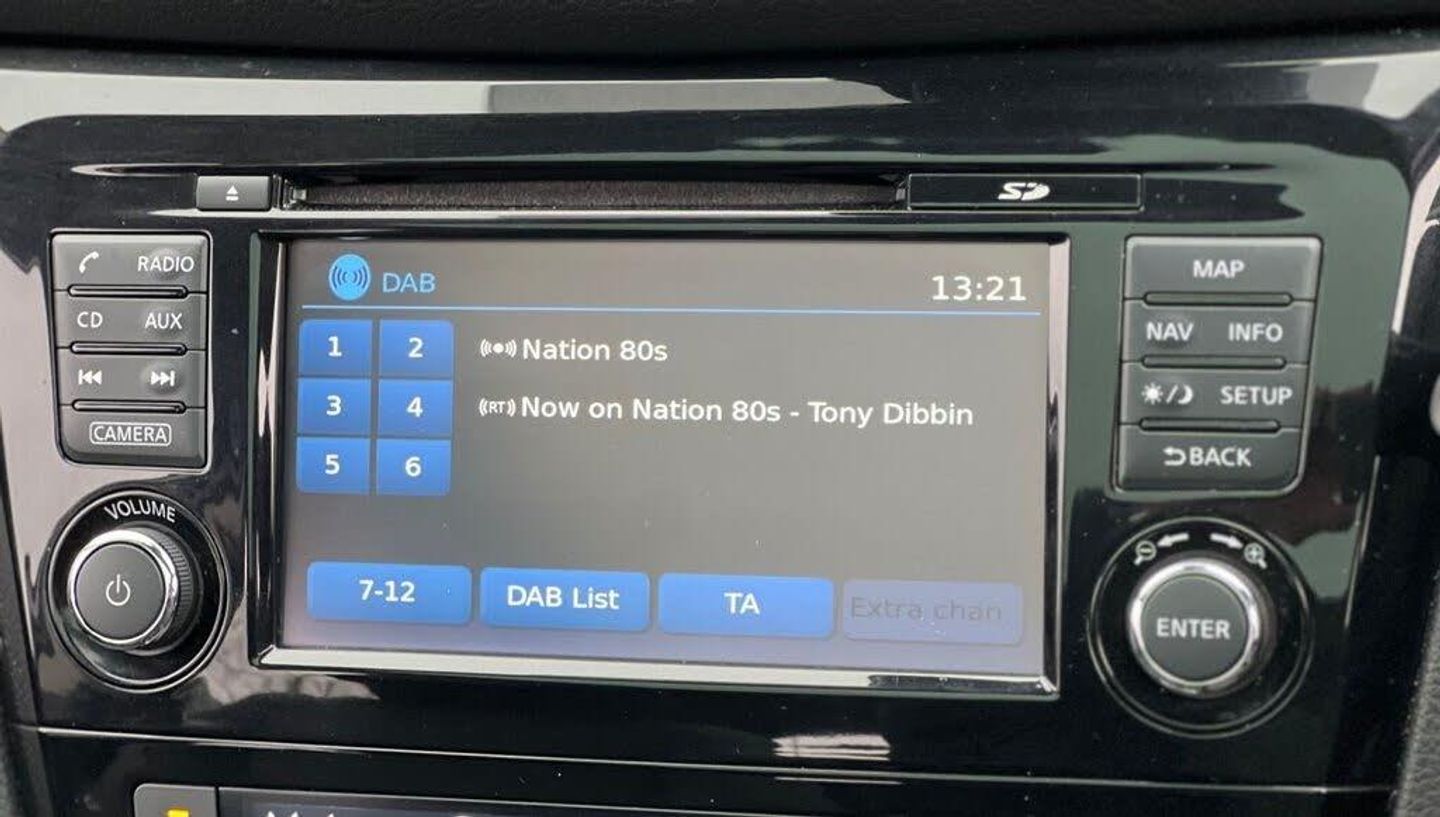 SD
RADIO
CD AUX
CAMERA
VOLUME
DAB
13:21
1 2
Nation 80s
3 4
RT Now on Nation 80s - Tony Dibbin
5 6
7-12 DAB List TA Extra chan
MAP
NAV INFO
SETUP
BACK
ENTER